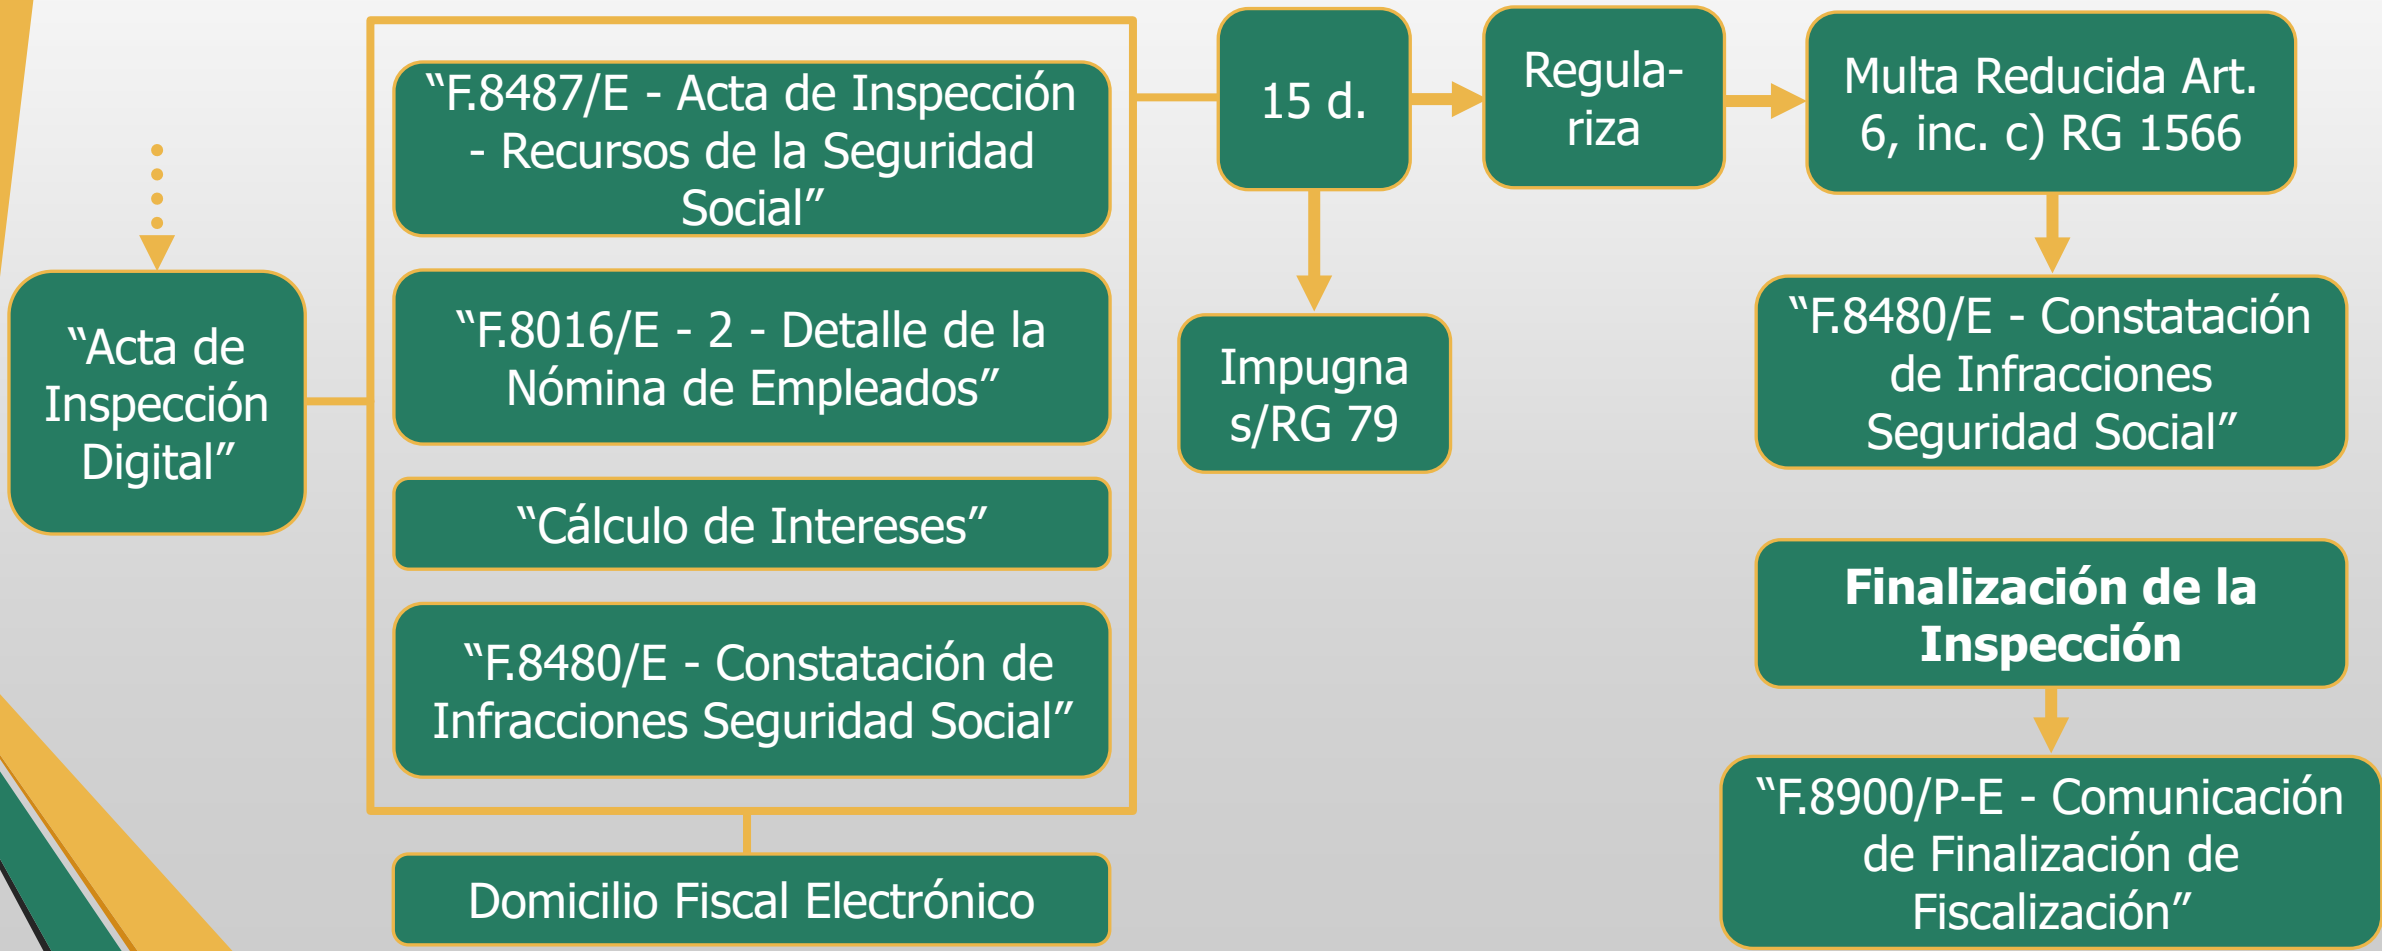 “Acta de
Inspección
Digital”
“F.8487/E - Acta de Inspección
- Recursos de la Seguridad
Social”
“F.8016/E - 2 - Detalle de la
Nómina de Empleados”
“Cálculo de Intereses”
“F.8480/E - Constatación de
Infracciones Seguridad Social”
Domicilio Fiscal Electrónico
15 d.
Impugna
s/RG 79
Regula-
riza
Multa Reducida Art.
6, inc. c) RG 1566
“F.8480/E - Constatación
de Infracciones
Seguridad Social”
Finalización de la
Inspección
“F.8900/P-E - Comunicación
de Finalización de
Fiscalización”